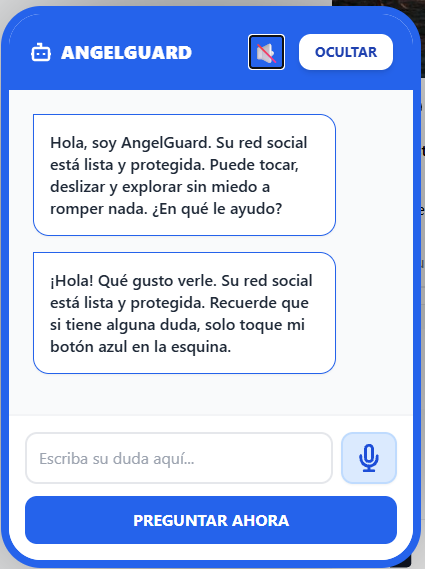 ANGELGUARD
OCULTAR
Hola, soy AngelGuard. Su red social
está lista y protegida. Puede tocar,
deslizar y explorar sin miedo a
romper nada. ¿En qué le ayudo?
¡Hola! Qué gusto verle. Su red social
está lista y protegida. Recuerde que
si tiene alguna duda, solo toque mi
botón azul en la esquina.
Escriba su duda aquí...
PREGUNTAR AHORA